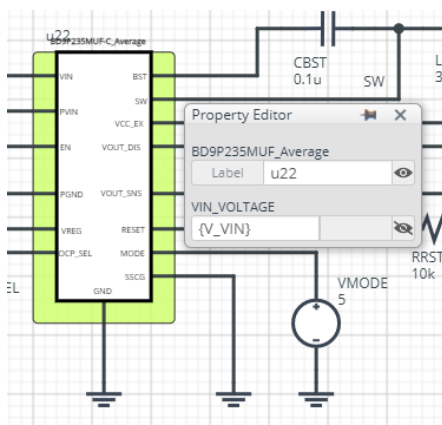 u22
BD9P235MUF-C_Average
VIN
PVIN
EN
PGND
VREG
OCP_SEL
GND
BST
SW
VCC_EX
VOUT_DIS
VOUT_SNS
RESET
MODE
SSCG
CBST
0.1u
SW
L
3
Property Editor
BD9P235MUF_Average
Label u22
VIN_VOLTAGE
{V_VIN}
RRST
10k
VMODE
5
EL